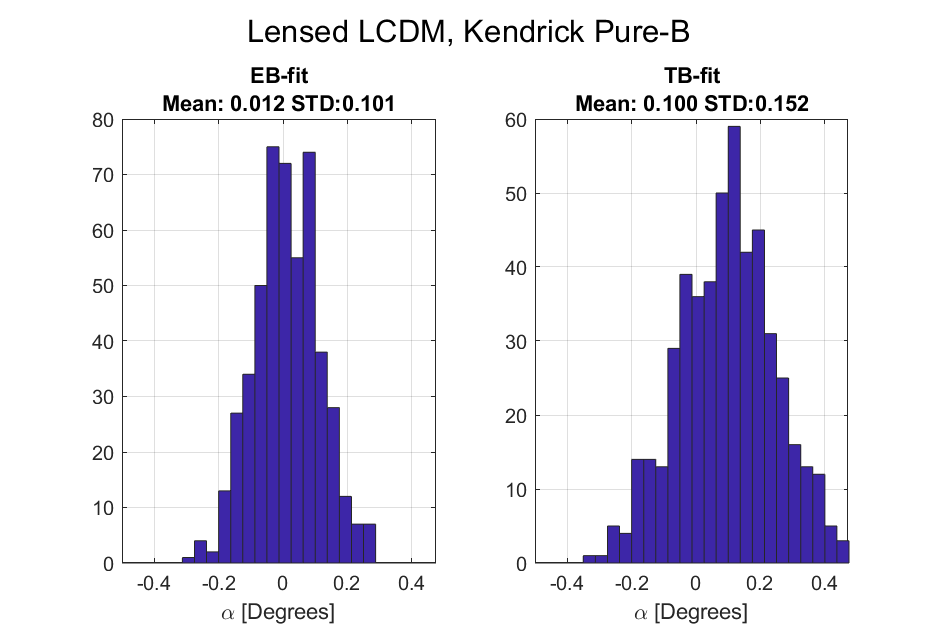 Lensed LCDM, Kendrick Pure-B
EB-fit
Mean: 0.012 STD:0.101
80
70
60
50
40
30
20
10
0
-0.4 -0.2 0 0.2 0.4
α [Degrees]
TB-fit
Mean: 0.100 STD:0.152
60
50
40
30
20
10
0
-0.4 -0.2 0 0.2 0.4
α [Degrees]